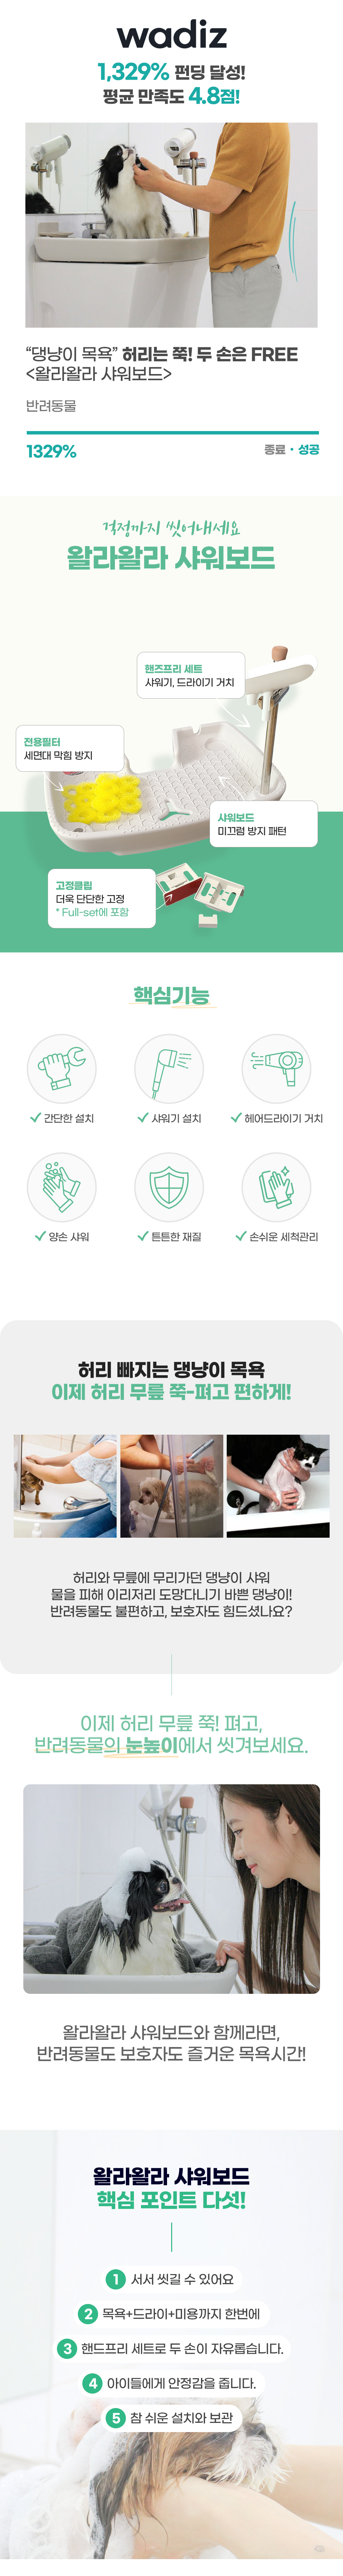 wadiz
1,329% 펀딩 달성!
평균 만족도 4.8점!
“댕냥이 목욕” 허리는 쭉! 두 손은 FREE
<왈라왈라 샤워보드>
반려동물
1329%
종료 · 성공
걱정까지 씻어내세요
왈라왈라 샤워보드
핸즈프리 세트
샤워기, 드라이기 거치
전용필터
세면대 막힘 방지
샤워보드
미끄럼 방지 패턴
고정클립
더욱 단단한 고정
* Full-set에 포함
핵심기능
간단한 설치
샤워기 설치
헤어드라이기 거치
양손 샤워
튼튼한 재질
손쉬운 세척관리
허리 빠지는 댕냥이 목욕
이제 허리 무릎 쭉-펴고 편하게!
허리와 무릎에 무리가던 댕냥이 샤워
물을 피해 이리저리 도망다니기 바쁜 댕냥이!
반려동물도 불편하고, 보호자도 힘드셨나요?
이제 허리 무릎 쭉! 펴고,
반려동물의 눈높이에서 씻겨보세요.
왈라왈라 샤워보드와 함께라면,
반려동물도 보호자도 즐거운 목욕시간!
왈라왈라 샤워보드
핵심 포인트 다섯!
1 서서 씻길 수 있어요
2 목욕+드라이+미용까지 한번에
3 핸드프리 세트로 두 손이 자유롭습니다.
4 아이들에게 안정감을 줍니다.
5 참 쉬운 설치와 보관